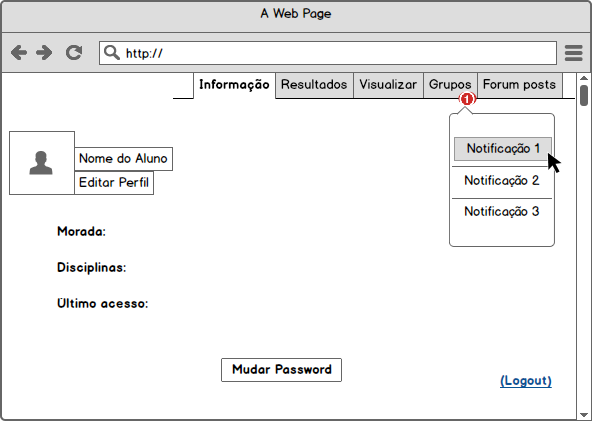 A Web Page
http://
Informação Resultados Visualizar Grupos Forum posts
1
Notificação 1
Nome do Aluno
Editar Perfil
Notificação 2
Notificação 3
Morada:
Disciplinas:
Último acesso:
Mudar Password
(Logout)